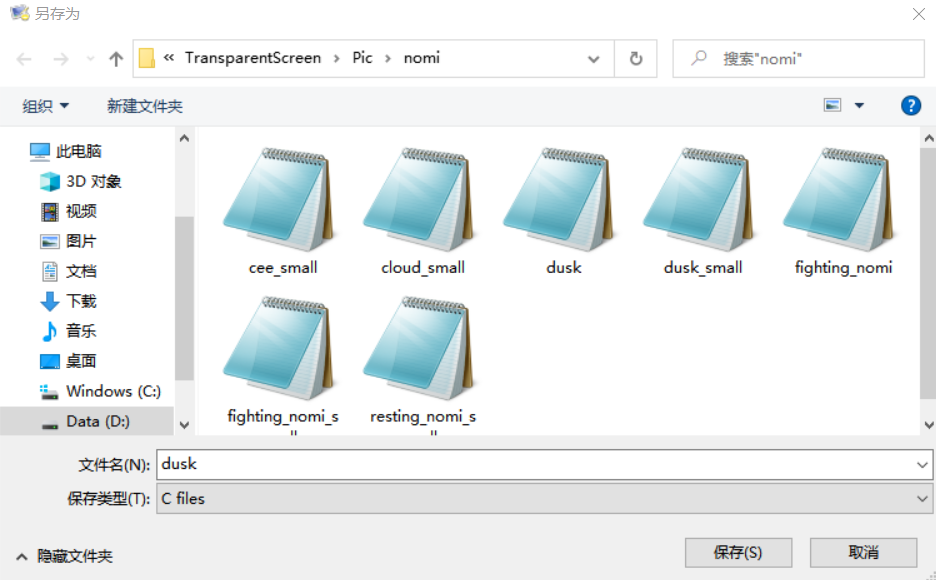 另存为
« TransparentScreen › Pic › nomi
搜索"nomi"
组织
新建文件夹
此电脑
3D 对象
视频
图片
文档
下载
音乐
桌面
Windows (C:)
Data (D:)
cee_small
cloud_small
dusk
dusk_small
fighting_nomi
fighting_nomi_s
resting_nomi_s
文件名(N):
dusk
保存类型(T):
C files
隐藏文件夹
保存(S)
取消